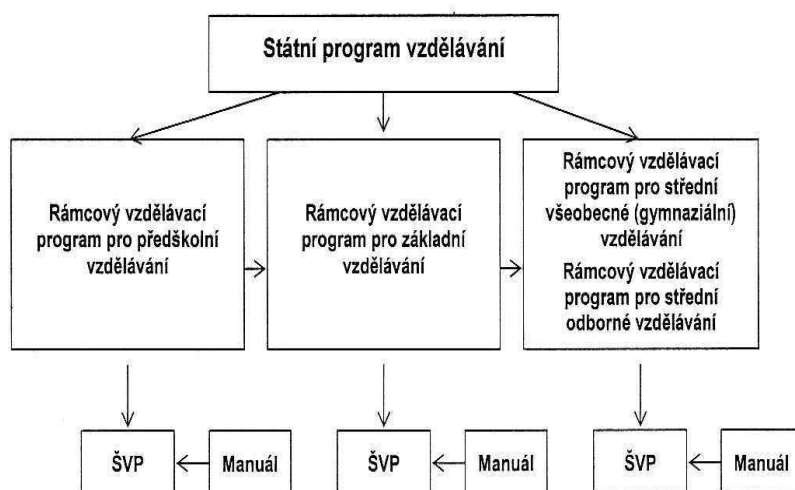 Státní program vzdělávání
Rámcový vzdělávací
program pro předškolní
vzdělávání
Rámcový vzdělávací
program pro základní
vzdělávání
Rámcový vzdělávací
program pro střední
všeobecné (gymnaziální)
vzdělávání
Rámcový vzdělávací
program pro střední
odborné vzdělávání
ŠVP
Manuál
ŠVP
Manuál
ŠVP
Manuál